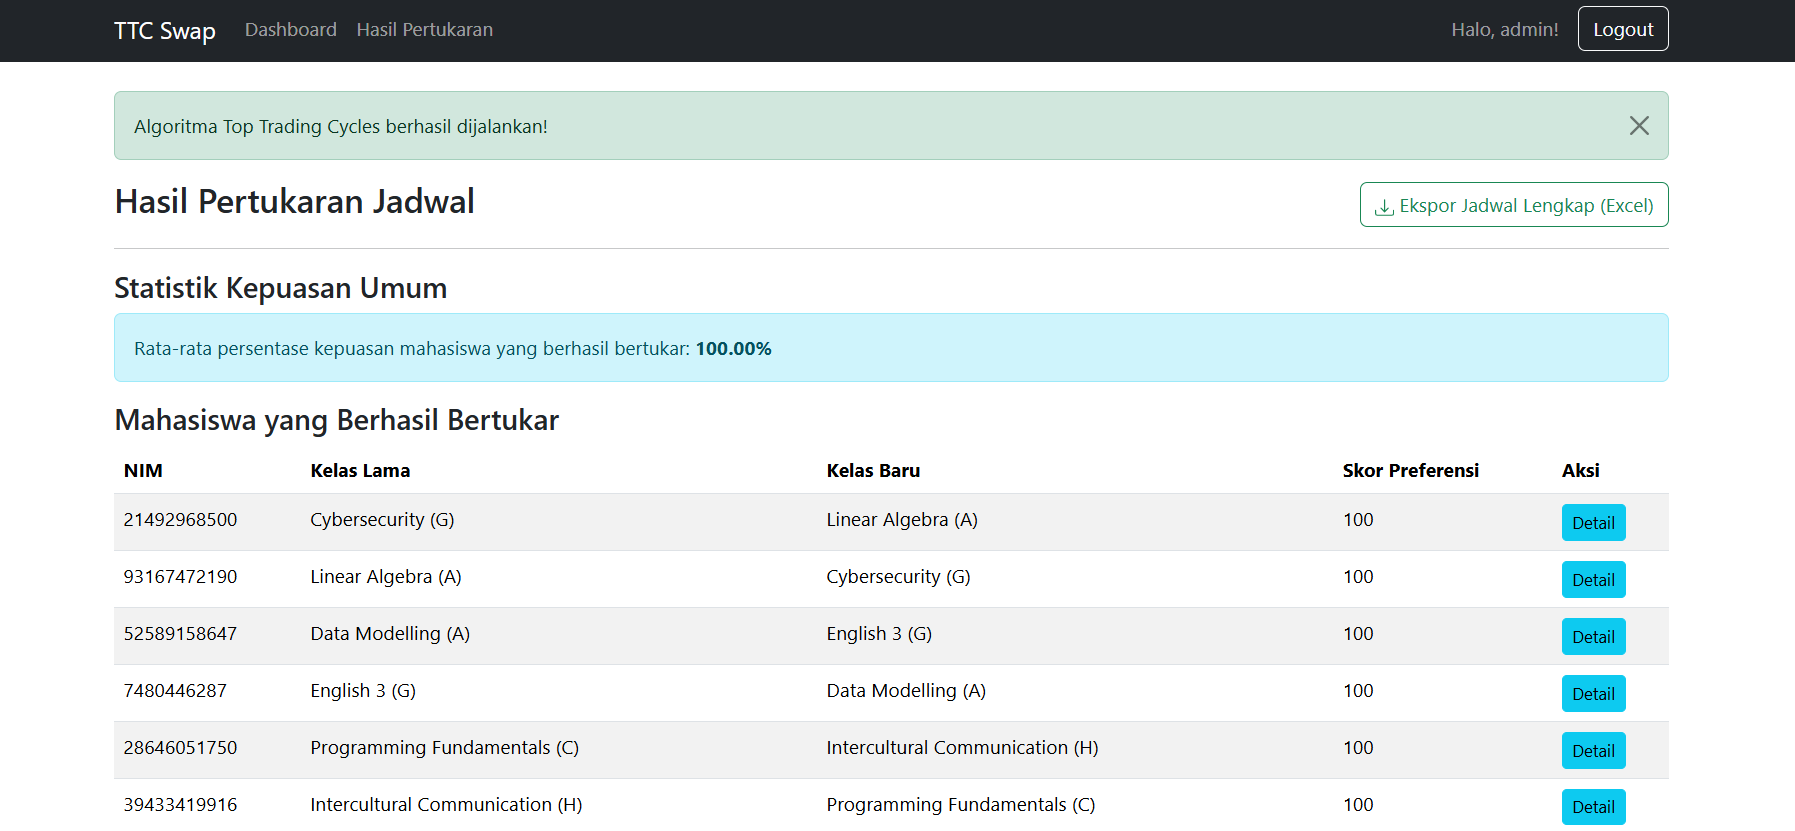 TTC Swap Dashboard Hasil Pertukaran Halo, admin! Logout
Algoritma Top Trading Cycles berhasil dijalankan!
Hasil Pertukaran Jadwal Ekspor Jadwal Lengkap (Excel)
Statistik Kepuasan Umum
Rata-rata persentase kepuasan mahasiswa yang berhasil bertukar: 100.00%
Mahasiswa yang Berhasil Bertukar
NIM Kelas Lama Kelas Baru Skor Preferensi Aksi
21492968500 Cybersecurity (G) Linear Algebra (A) 100 Detail
93167472190 Linear Algebra (A) Cybersecurity (G) 100 Detail
52589158647 Data Modelling (A) English 3 (G) 100 Detail
7480446287 English 3 (G) Data Modelling (A) 100 Detail
28646051750 Programming Fundamentals (C) Intercultural Communication (H) 100 Detail
39433419916 Intercultural Communication (H) Programming Fundamentals (C) 100 Detail